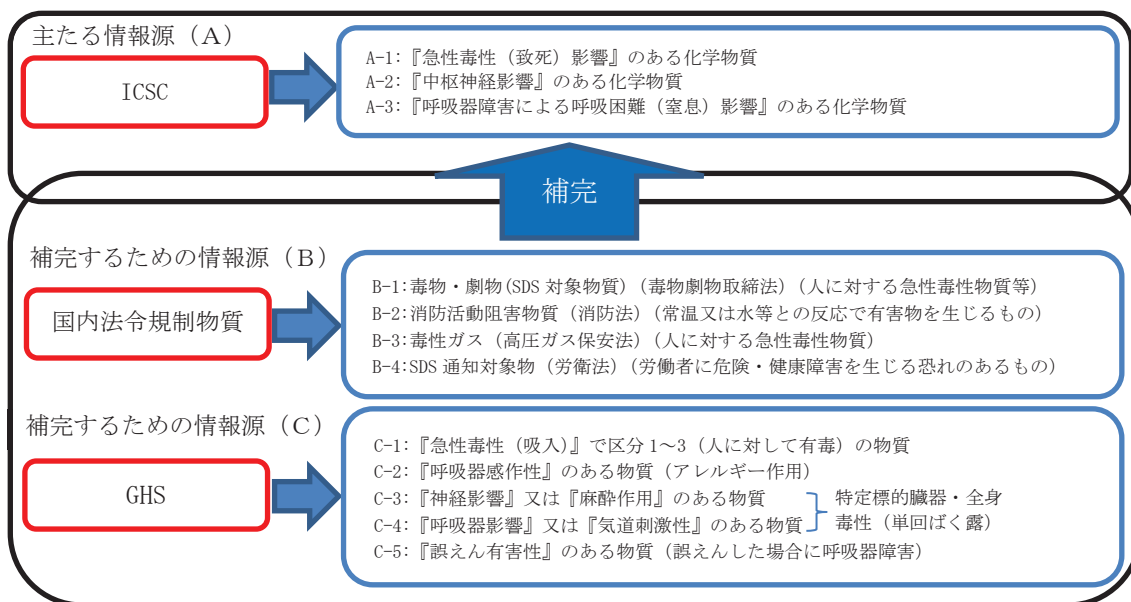 主たる情報源（Ａ）
ICSC
A-1:『急性毒性（致死）影響』のある化学物質
A-2:『中枢神経影響』のある化学物質
A-3:『呼吸器障害による呼吸困難（窒息）影響』のある化学物質
補完
補完するための情報源（Ｂ）
国内法令規制物質
B-1:毒物・劇物(SDS 対象物質）（毒物劇物取締法）（人に対する急性毒性物質等）
B-2:消防活動阻害物質（消防法）（常温又は水等との反応で有害物を生じるもの）
B-3:毒性ガス（高圧ガス保安法）（人に対する急性毒性物質）
B-4:SDS 通知対象物（労衛法）（労働者に危険・健康障害を生じる恐れのあるもの）
補完するための情報源（Ｃ）
GHS
C-1:『急性毒性（吸入）』で区分 1～3（人に対して有毒）の物質
C-2:『呼吸器感作性』のある物質（アレルギー作用）
C-3:『神経影響』又は『麻酔作用』のある物質
C-4:『呼吸器影響』又は『気道刺激性』のある物質
特定標的臓器・全身
毒性（単回ばく露）
C-5:『誤えん有害性』のある物質（誤えんした場合に呼吸器障害）